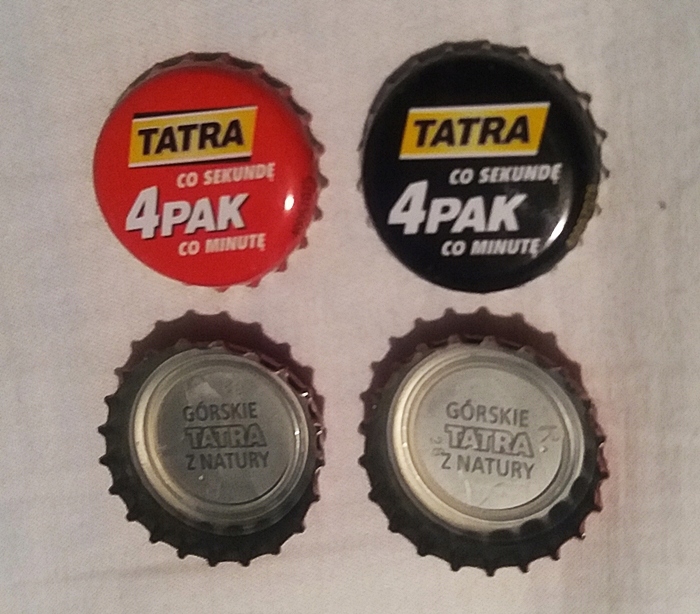 TATRA
CO SEKUNDĘ
4PAK
CO MINUTĘ
TATRA
CO SEKUNDĘ
4PAK
CO MINUTĘ
GÓRSKIE
TATRA
Z NATURY
GÓRSKIE
TATRA
Z NATURY